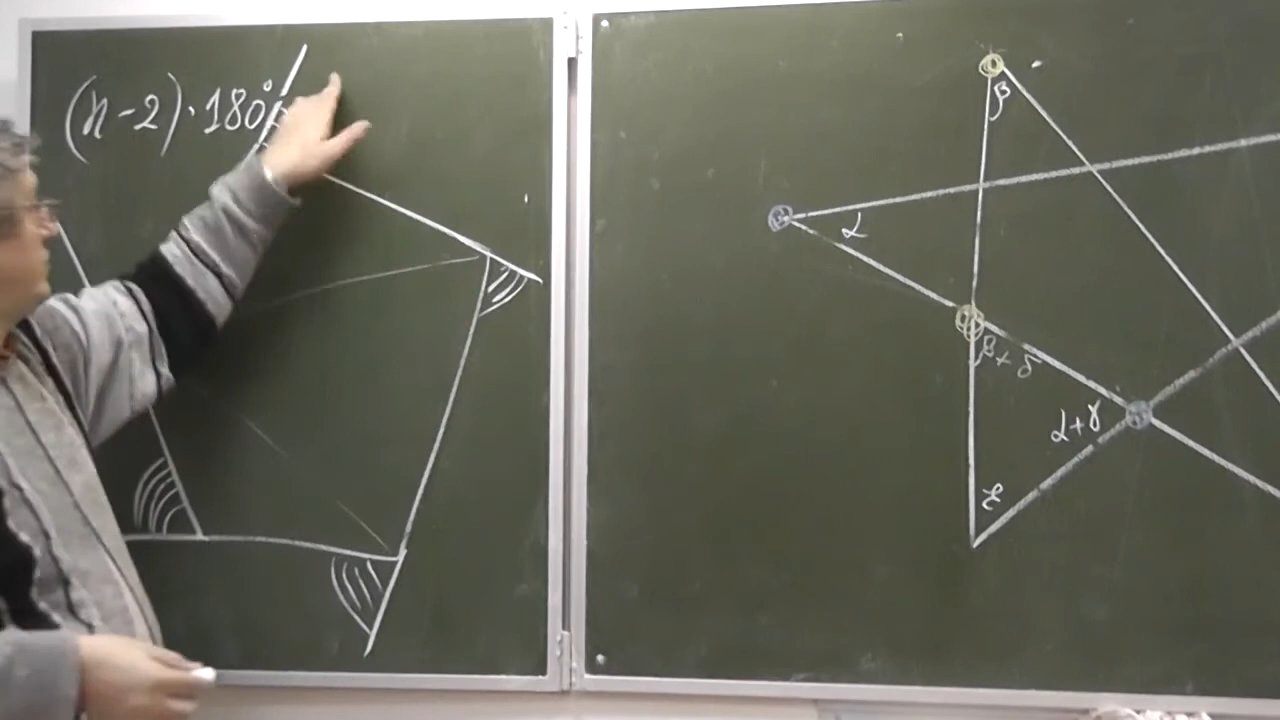 (n-2)·180°
β
α
β+δ
α+γ
ε